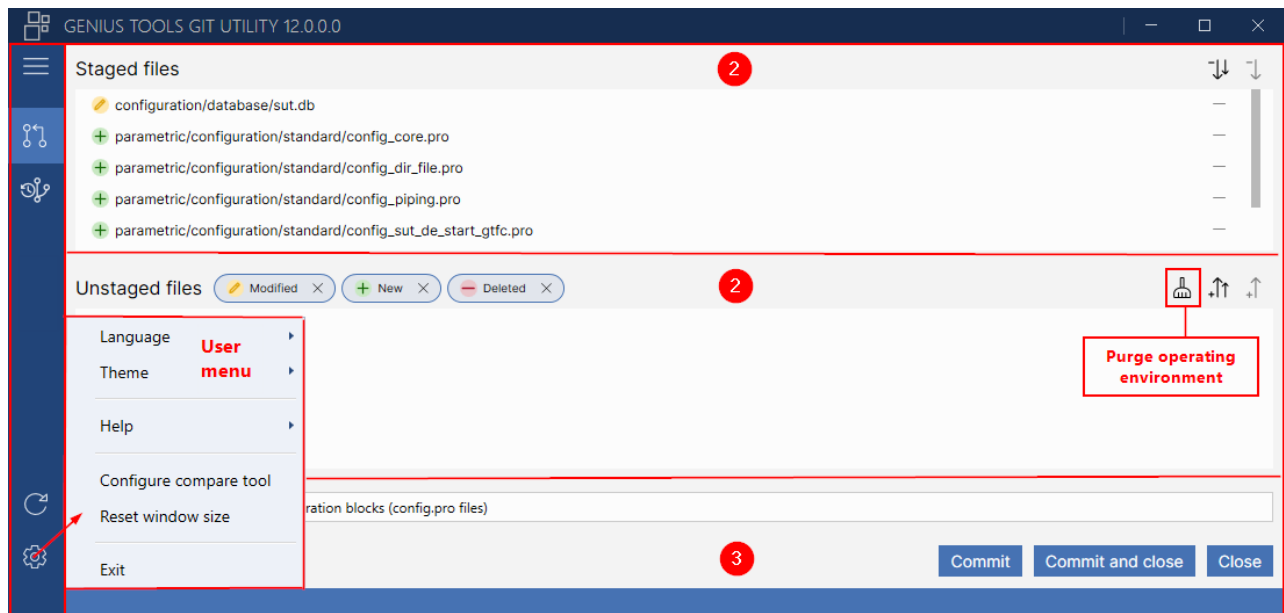 GENIUS TOOLS GIT UTILITY 12.0.0.0
Staged files
2
configuration/database/sut.db
parametric/configuration/standard/config_core.pro
parametric/configuration/standard/config_dir_file.pro
parametric/configuration/standard/config_piping.pro
parametric/configuration/standard/config_sut_de_start_gtfc.pro
Unstaged files
Modified
New
Deleted
2
Purge operating
environment
User
menu
Language
Theme
Help
Configure compare tool
Reset window size
Exit
ration blocks (config.pro files)
3
Commit
Commit and close
Close